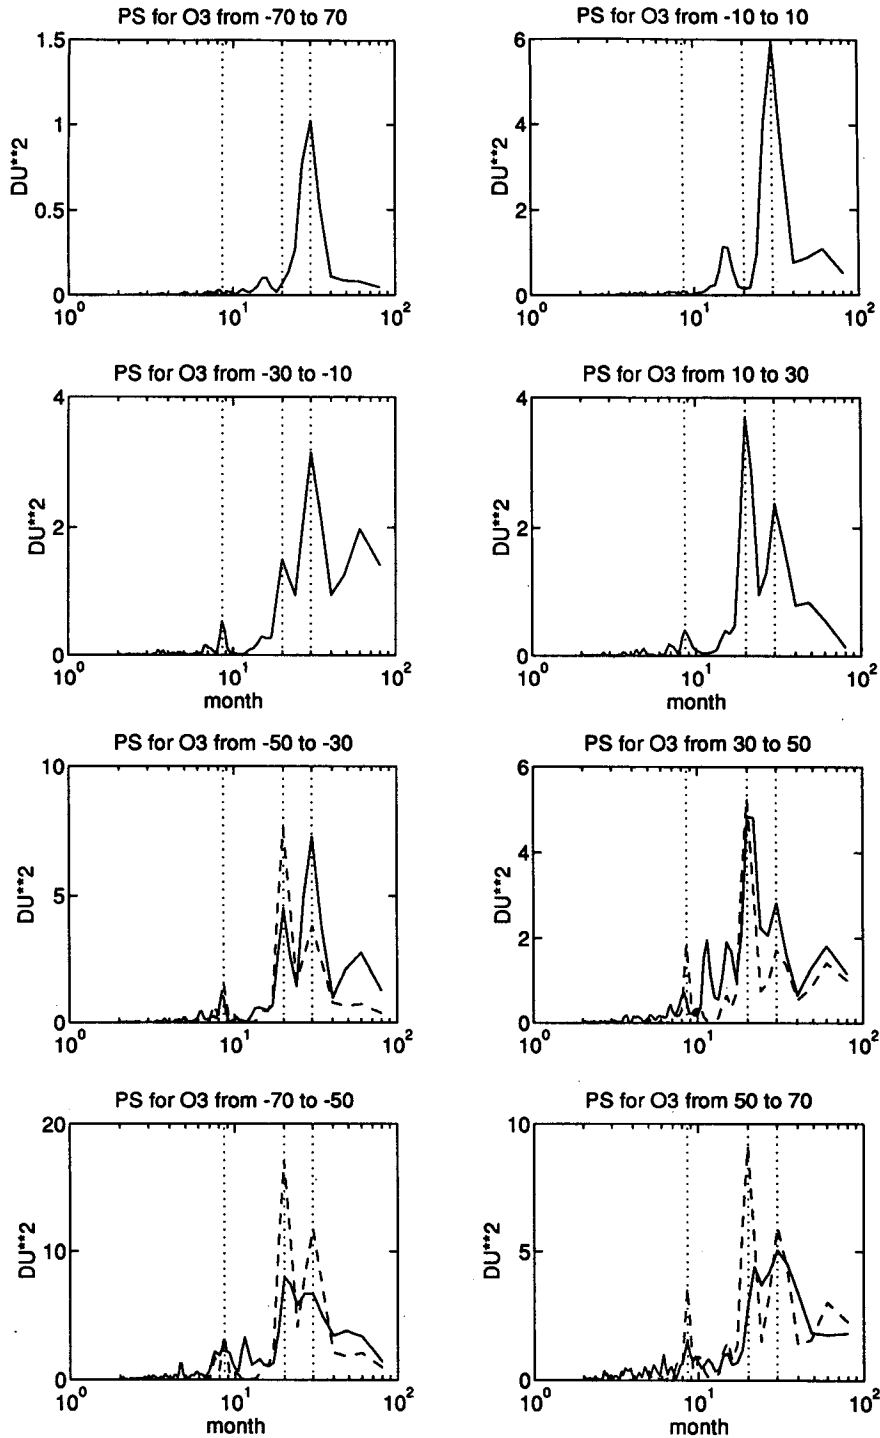 PS for O3 from -70 to 70
1.5
1
0.5
0
DU**2
10^0
10^1
10^2
PS for O3 from -10 to 10
6
4
2
0
DU**2
10^0
10^1
10^2
PS for O3 from -30 to -10
4
2
0
DU**2
10^0
10^1
10^2
month
PS for O3 from 10 to 30
4
2
0
DU**2
10^0
10^1
10^2
month
PS for O3 from -50 to -30
10
5
0
DU**2
10^0
10^1
10^2
PS for O3 from 30 to 50
6
4
2
0
DU**2
10^0
10^1
10^2
PS for O3 from -70 to -50
20
10
0
DU**2
10^0
10^1
10^2
month
PS for O3 from 50 to 70
10
5
0
DU**2
10^0
10^1
10^2
month